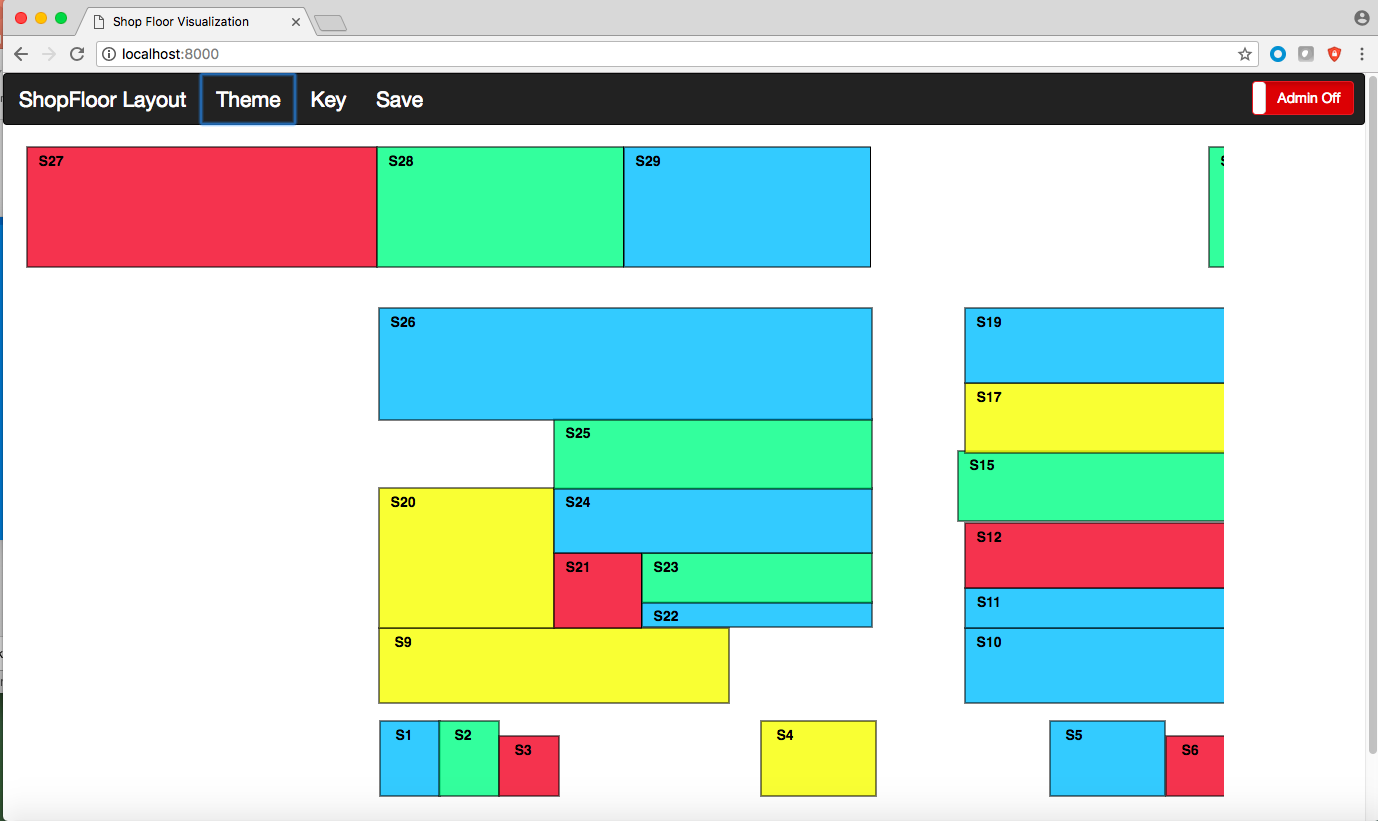 Shop Floor Visualization
localhost:8000
ShopFloor Layout Theme Key Save Admin Off
S27 S28 S29
S26 S19
S17
S25
S15
S20 S24
S12
S21 S23
S11
S22
S9 S10
S1 S2 S4 S5
S3 S6